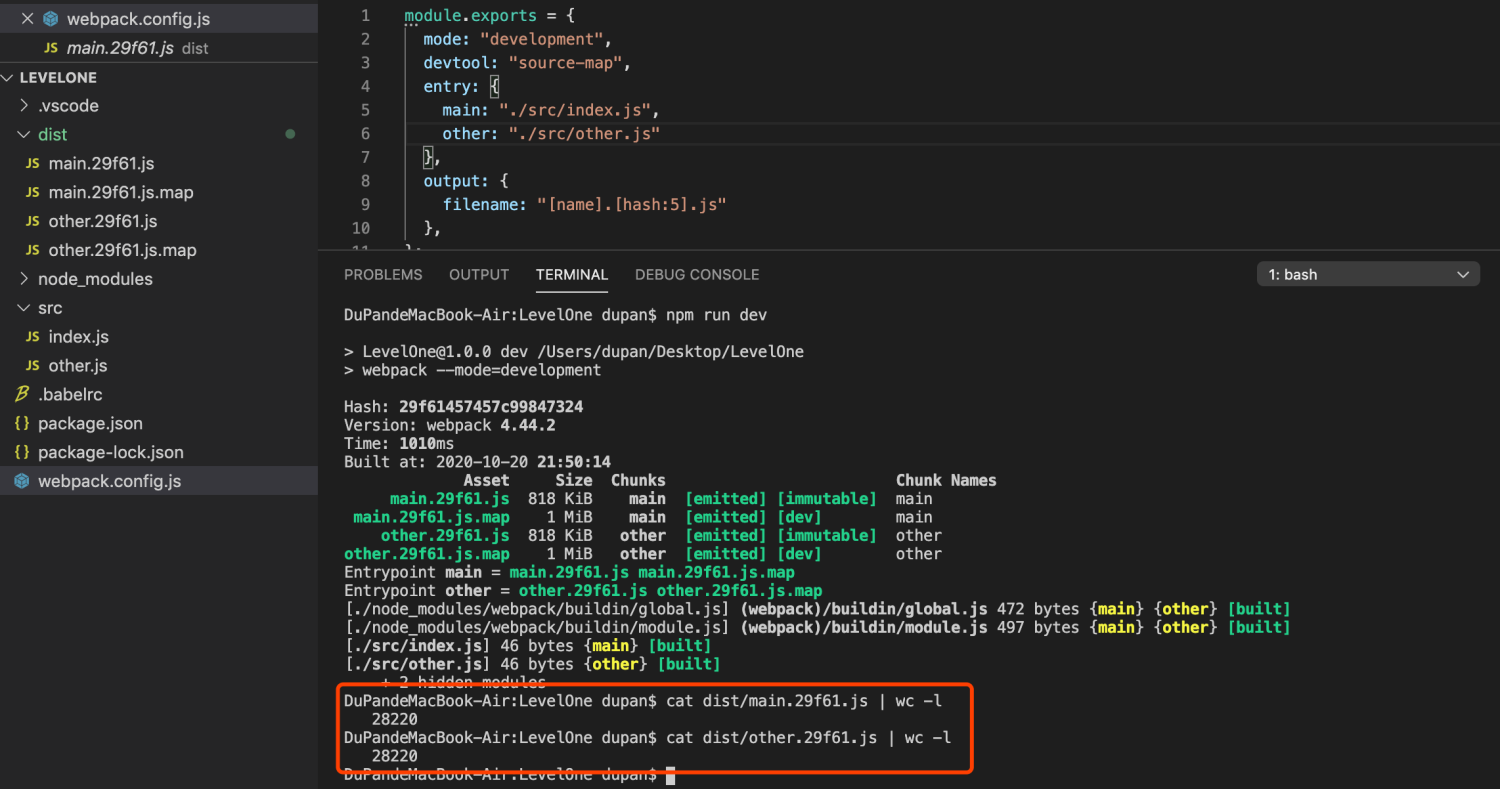 webpack.config.js
JS main.29f61.js dist
LEVELONE
.vscode
dist
JS main.29f61.js
JS main.29f61.js.map
JS other.29f61.js
JS other.29f61.js.map
node_modules
src
JS index.js
JS other.js
.babelrc
{} package.json
{} package-lock.json
webpack.config.js
1 module.exports = {
2 mode: "development",
3 devtool: "source-map",
4 entry: {
5 main: "./src/index.js",
6 other: "./src/other.js"
7 },
8 output: {
9 filename: "[name].[hash:5].js"
10 },
11 };
PROBLEMS OUTPUT TERMINAL DEBUG CONSOLE 1: bash
DuPandeMacBook-Air:LevelOne dupan$ npm run dev
> LevelOne@1.0.0 dev /Users/dupan/Desktop/LevelOne
> webpack --mode=development
Hash: 29f61457457c99847324
Version: webpack 4.44.2
Time: 1010ms
Built at: 2020-10-20 21:50:14
Asset Size Chunks Chunk Names
main.29f61.js 818 KiB main [emitted] [immutable] main
main.29f61.js.map 1 MiB main [emitted] [dev] main
other.29f61.js 818 KiB other [emitted] [immutable] other
other.29f61.js.map 1 MiB other [emitted] [dev] other
Entrypoint main = main.29f61.js main.29f61.js.map
Entrypoint other = other.29f61.js other.29f61.js.map
[./node_modules/webpack/buildin/global.js] (webpack)/buildin/global.js 472 bytes {main} {other} [built]
[./node_modules/webpack/buildin/module.js] (webpack)/buildin/module.js 497 bytes {main} {other} [built]
[./src/index.js] 46 bytes {main} [built]
[./src/other.js] 46 bytes {other} [built]
+ 2 hidden modules
DuPandeMacBook-Air:LevelOne dupan$ cat dist/main.29f61.js | wc -l
28220
DuPandeMacBook-Air:LevelOne dupan$ cat dist/other.29f61.js | wc -l
28220
DuPandeMacBook-Air:LevelOne dupan$